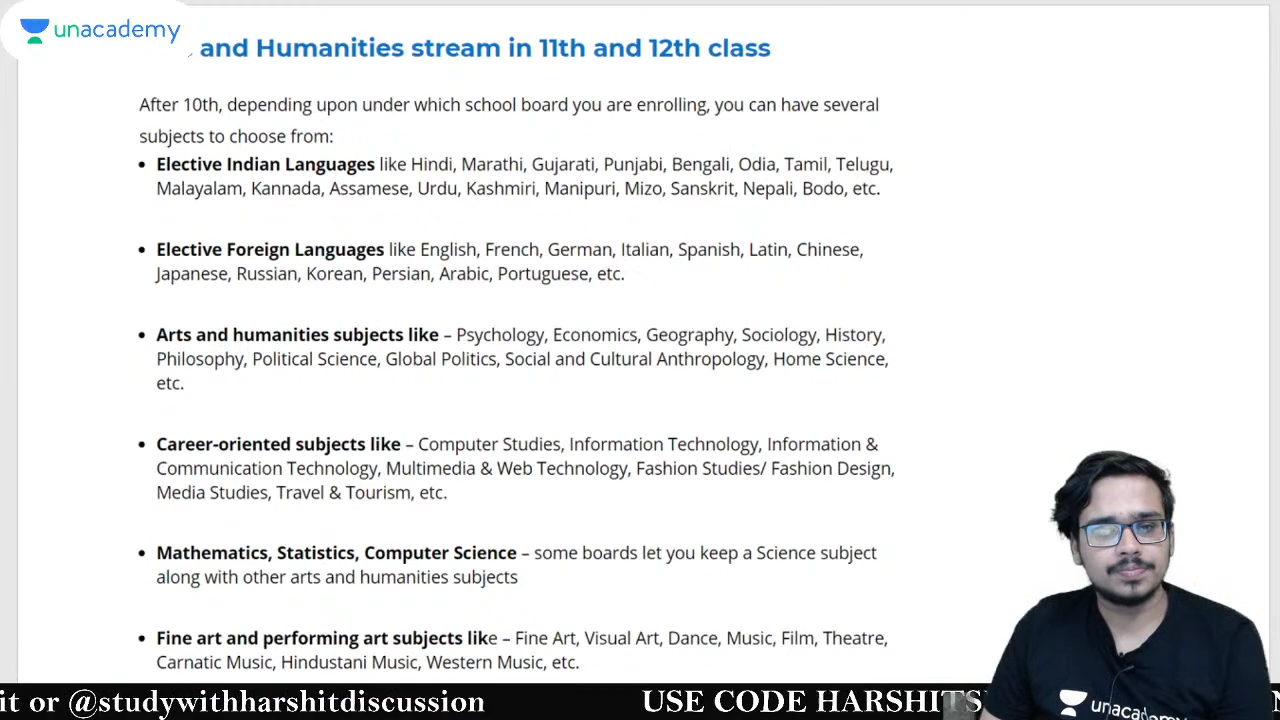 unacademy
and Humanities stream in 11th and 12th class
After 10th, depending upon under which school board you are enrolling, you can have several
subjects to choose from:
• Elective Indian Languages like Hindi, Marathi, Gujarati, Punjabi, Bengali, Odia, Tamil, Telugu,
Malayalam, Kannada, Assamese, Urdu, Kashmiri, Manipuri, Mizo, Sanskrit, Nepali, Bodo, etc.
• Elective Foreign Languages like English, French, German, Italian, Spanish, Latin, Chinese,
Japanese, Russian, Korean, Persian, Arabic, Portuguese, etc.
• Arts and humanities subjects like – Psychology, Economics, Geography, Sociology, History,
Philosophy, Political Science, Global Politics, Social and Cultural Anthropology, Home Science,
etc.
• Career-oriented subjects like – Computer Studies, Information Technology, Information &
Communication Technology, Multimedia & Web Technology, Fashion Studies/ Fashion Design,
Media Studies, Travel & Tourism, etc.
• Mathematics, Statistics, Computer Science – some boards let you keep a Science subject
along with other arts and humanities subjects
• Fine art and performing art subjects like – Fine Art, Visual Art, Dance, Music, Film, Theatre,
Carnatic Music, Hindustani Music, Western Music, etc.
unacademy
it or @studywithharshitdiscussion USE CODE HARSHITS